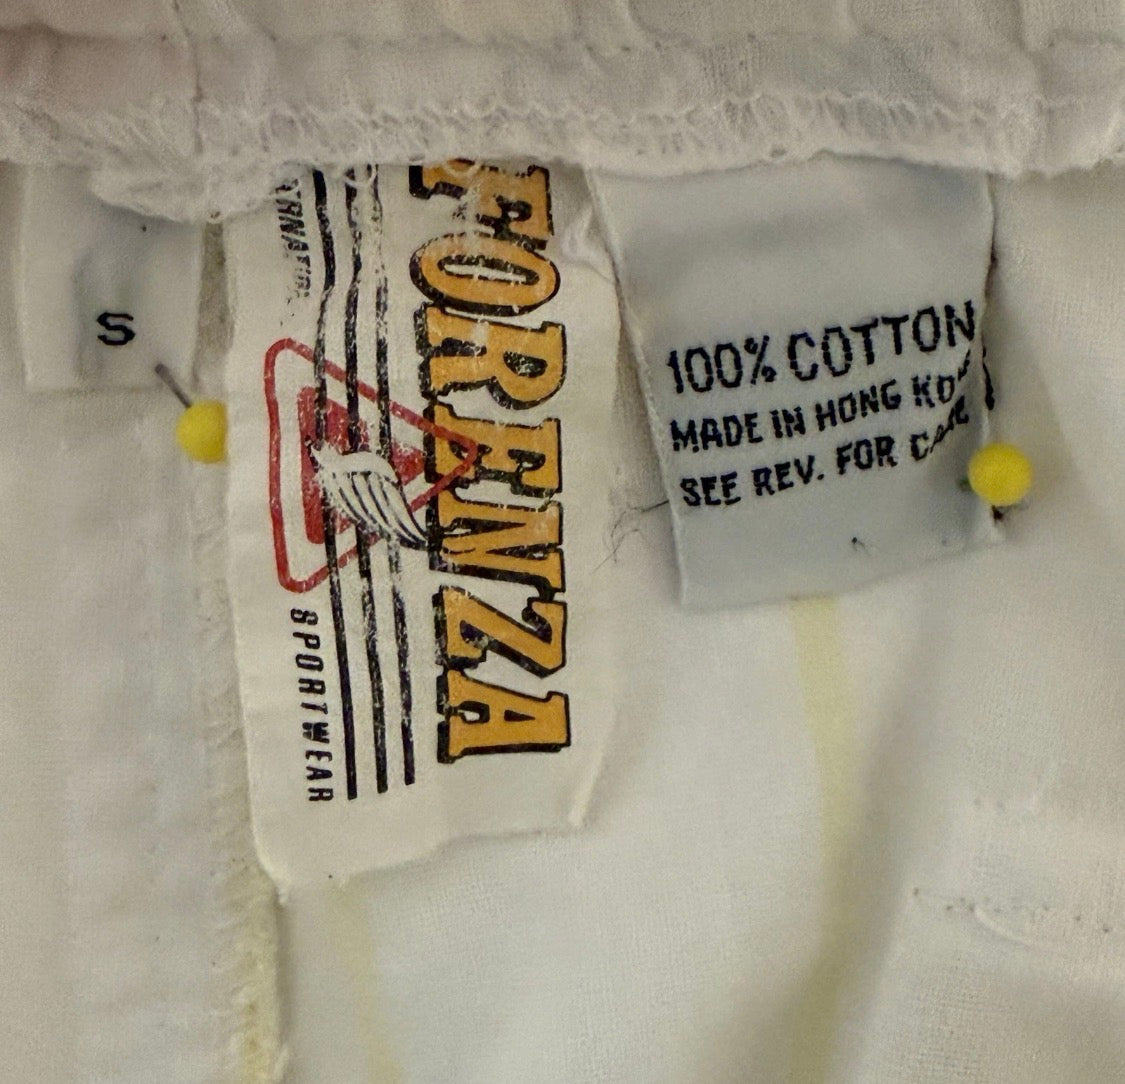 S
FORENZA
SPORTWEAR
100% COTTON
MADE IN HONG
SEE REV. FOR